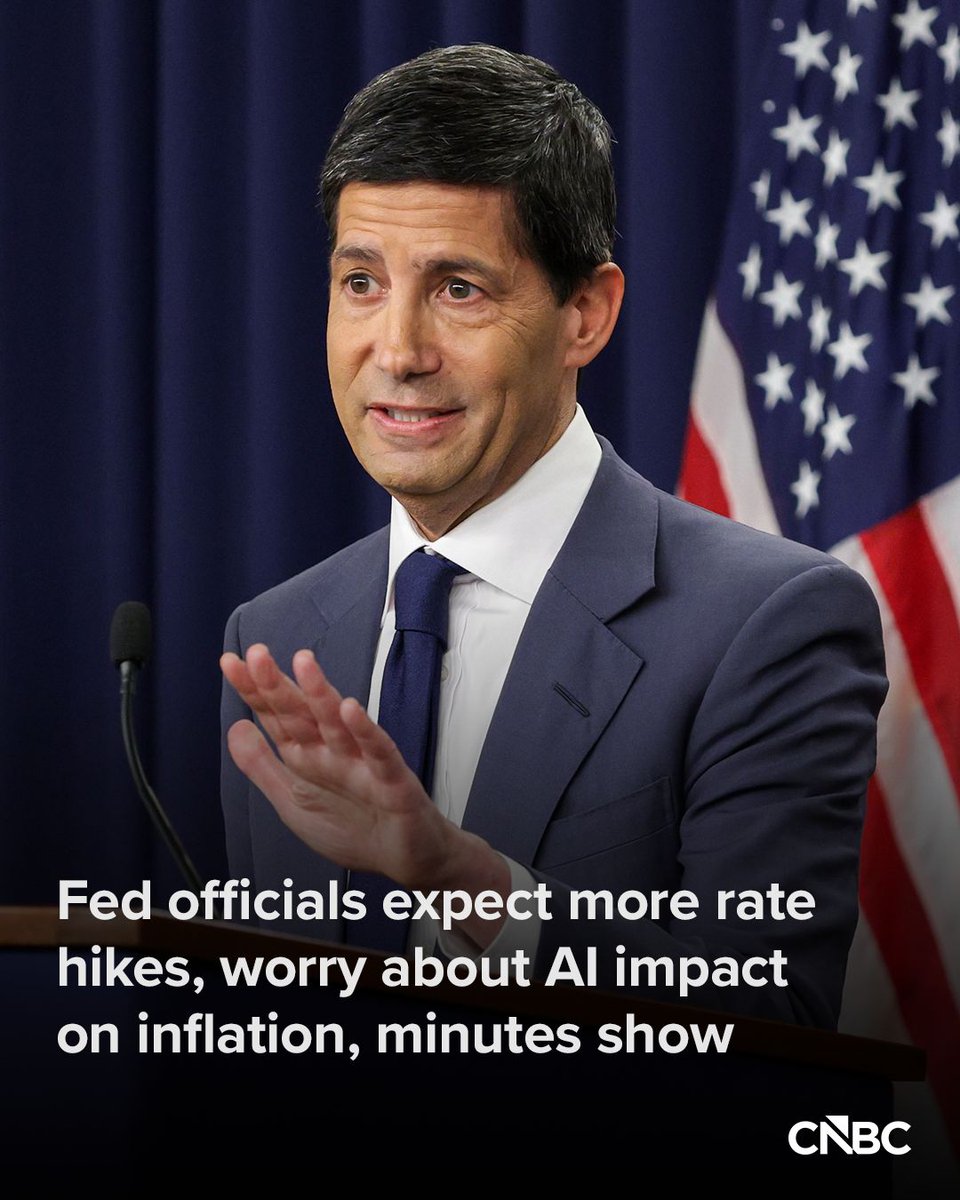 Fed officials expect more rate
hikes, worry about AI impact
on inflation, minutes show
CNBC